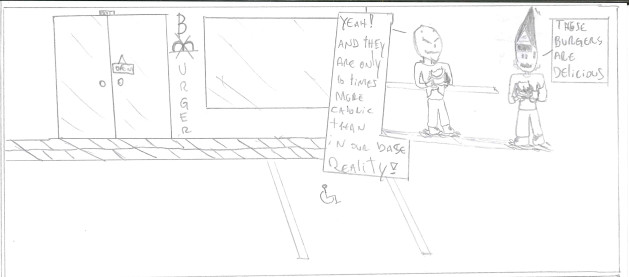 OPEN
BURGER
YEAH!
AND THEY
ARE ONLY
10 TIMES
MORE
CALORIC
THAN
IN OUR BASE
REALITY!!
THESE
BURGERS
ARE
DELICIOUS